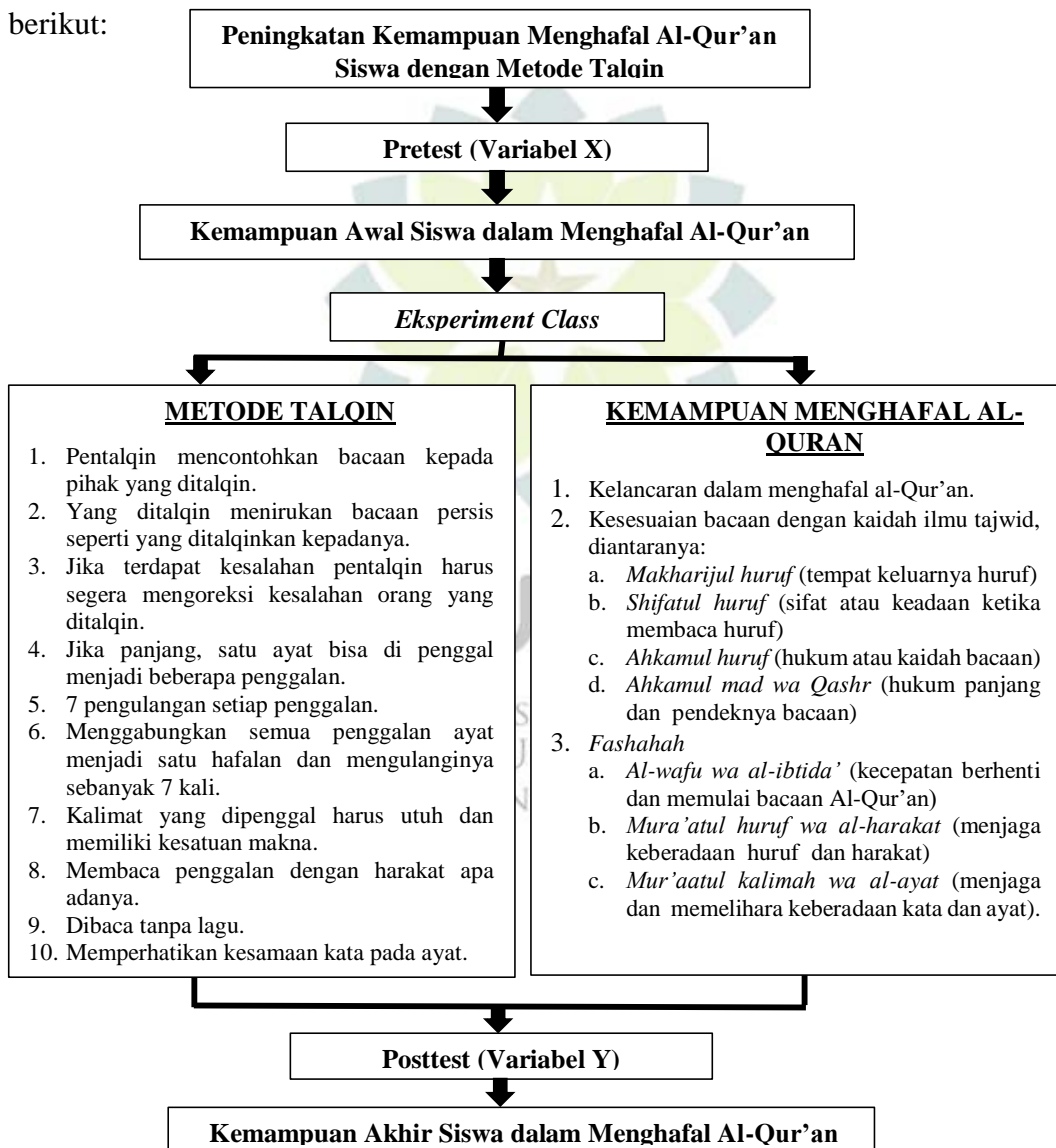 berikut:
Peningkatan Kemampuan Menghafal Al-Qur’an
Siswa dengan Metode Talqin
Pretest (Variabel X)
Kemampuan Awal Siswa dalam Menghafal Al-Qur’an
Eksperiment Class
METODE TALQIN
1. Pentalqin mencontohkan bacaan kepada
pihak yang ditalqin.
2. Yang ditalqin menirukan bacaan persis
seperti yang ditalqinkan kepadanya.
3. Jika terdapat kesalahan pentalqin harus
segera mengoreksi kesalahan orang yang
ditalqin.
4. Jika panjang, satu ayat bisa di penggal
menjadi beberapa penggalan.
5. 7 pengulangan setiap penggalan.
6. Menggabungkan semua penggalan ayat
menjadi satu hafalan dan mengulanginya
sebanyak 7 kali.
7. Kalimat yang dipenggal harus utuh dan
memiliki kesatuan makna.
8. Membaca penggalan dengan harakat apa
adanya.
9. Dibaca tanpa lagu.
10. Memperhatikan kesamaan kata pada ayat.
KEMAMPUAN MENGHAFAL AL-
QURAN
1. Kelancaran dalam menghafal al-Qur’an.
2. Kesesuaian bacaan dengan kaidah ilmu tajwid,
diantaranya:
a. Makharijul huruf (tempat keluarnya huruf)
b. Shifatul huruf (sifat atau keadaan ketika
membaca huruf)
c. Ahkamul huruf (hukum atau kaidah bacaan)
d. Ahkamul mad wa Qashr (hukum panjang
dan pendeknya bacaan)
3. Fashahah
a. Al-wafu wa al-ibtida’ (kecepatan berhenti
dan memulai bacaan Al-Qur’an)
b. Mura’atul huruf wa al-harakat (menjaga
keberadaan huruf dan harakat)
c. Mur’aatul kalimah wa al-ayat (menjaga
dan memelihara keberadaan kata dan ayat).
Posttest (Variabel Y)
Kemampuan Akhir Siswa dalam Menghafal Al-Qur’an